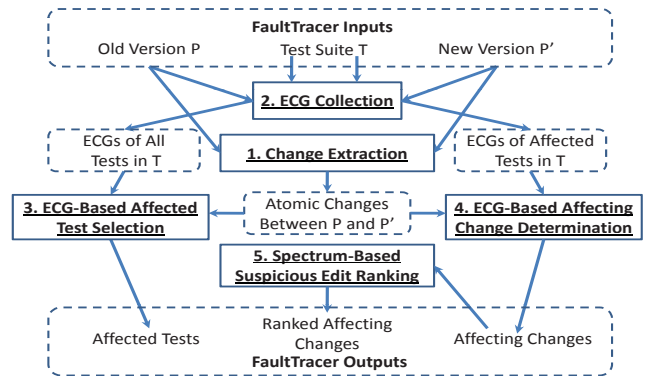 FaultTracer Inputs
Old Version P
Test Suite T
New Version P'
2. ECG Collection
ECGs of All
Tests in T
ECGs of Affected
Tests in T
1. Change Extraction
3. ECG-Based Affected
Test Selection
Atomic Changes
Between P and P'
4. ECG-Based Affecting
Change Determination
5. Spectrum-Based
Suspicious Edit Ranking
Affected Tests
Ranked Affecting
Changes
Affecting Changes
FaultTracer Outputs